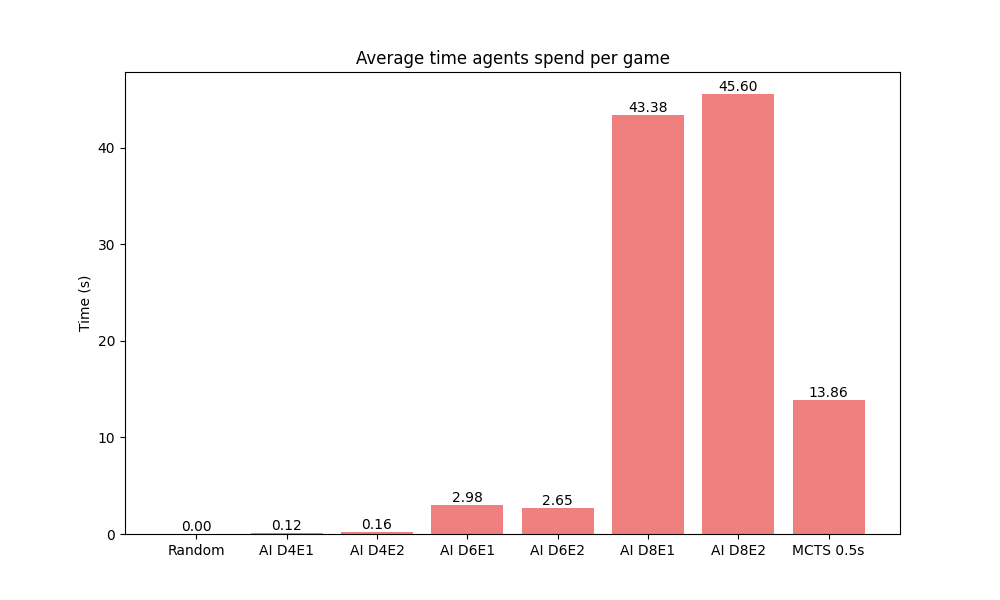 Average time agents spend per game
Time (s)
40
30
20
10
0
0.00
0.12
0.16
2.98
2.65
43.38
45.60
13.86
Random
AI D4E1
AI D4E2
AI D6E1
AI D6E2
AI D8E1
AI D8E2
MCTS 0.5s